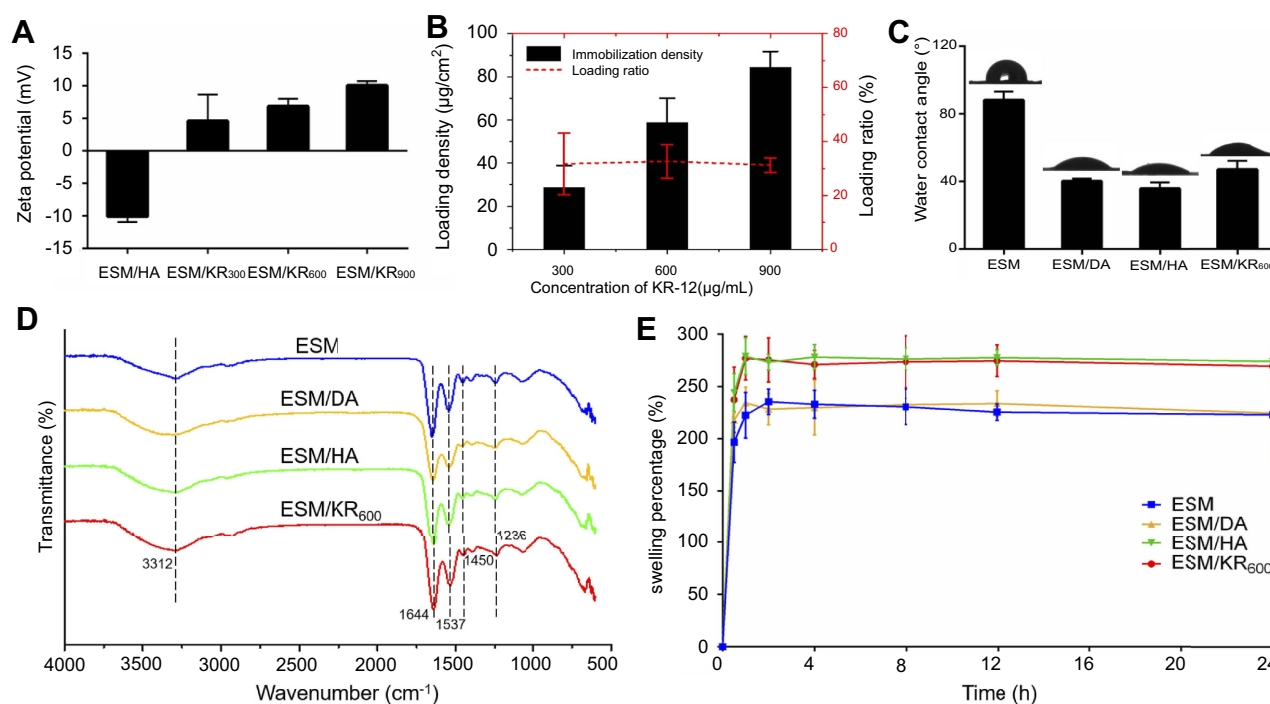 A
Zeta potential (mV)
15
10
5
0
-5
-10
-15
ESM/HA ESM/KR300 ESM/KR600 ESM/KR900
B
Loading density (μg/cm2)
100
80
60
40
20
0
Immobilization density
Loading ratio
80
60
40
20
0
Loading ratio (%)
300 600 900
Concentration of KR-12(μg/mL)
C
Water contact angle (°)
120
80
40
0
ESM ESM/DA ESM/HA ESM/KR600
D
Transmittance (%)
ESM
ESM/DA
ESM/HA
ESM/KR600
3312
1644
1537
1450
1236
4000 3500 3000 2500 2000 1500 1000 500
Wavenumber (cm-1)
E
swelling percentage (%)
300
250
200
150
100
50
0
ESM
ESM/DA
ESM/HA
ESM/KR600
0 4 8 12 16 20 24
Time (h)